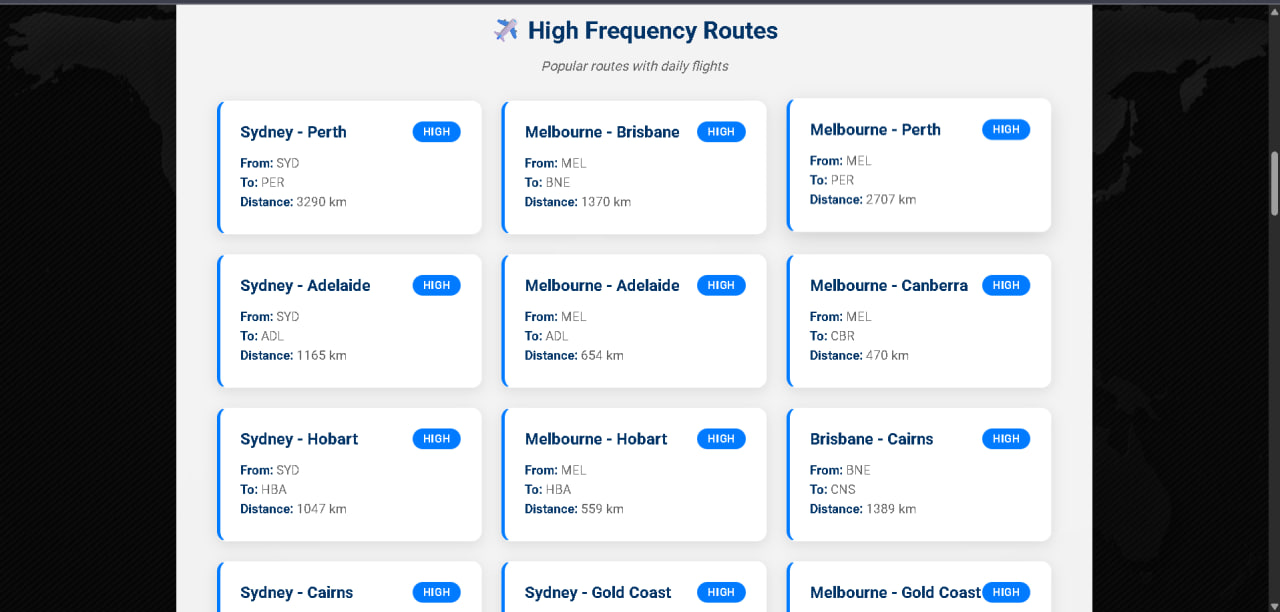 High Frequency Routes
Popular routes with daily flights
Sydney - Perth HIGH
From: SYD
To: PER
Distance: 3290 km
Melbourne - Brisbane HIGH
From: MEL
To: BNE
Distance: 1370 km
Melbourne - Perth HIGH
From: MEL
To: PER
Distance: 2707 km
Sydney - Adelaide HIGH
From: SYD
To: ADL
Distance: 1165 km
Melbourne - Adelaide HIGH
From: MEL
To: ADL
Distance: 654 km
Melbourne - Canberra HIGH
From: MEL
To: CBR
Distance: 470 km
Sydney - Hobart HIGH
From: SYD
To: HBA
Distance: 1047 km
Melbourne - Hobart HIGH
From: MEL
To: HBA
Distance: 559 km
Brisbane - Cairns HIGH
From: BNE
To: CNS
Distance: 1389 km
Sydney - Cairns HIGH
Sydney - Gold Coast HIGH
Melbourne - Gold Coast HIGH